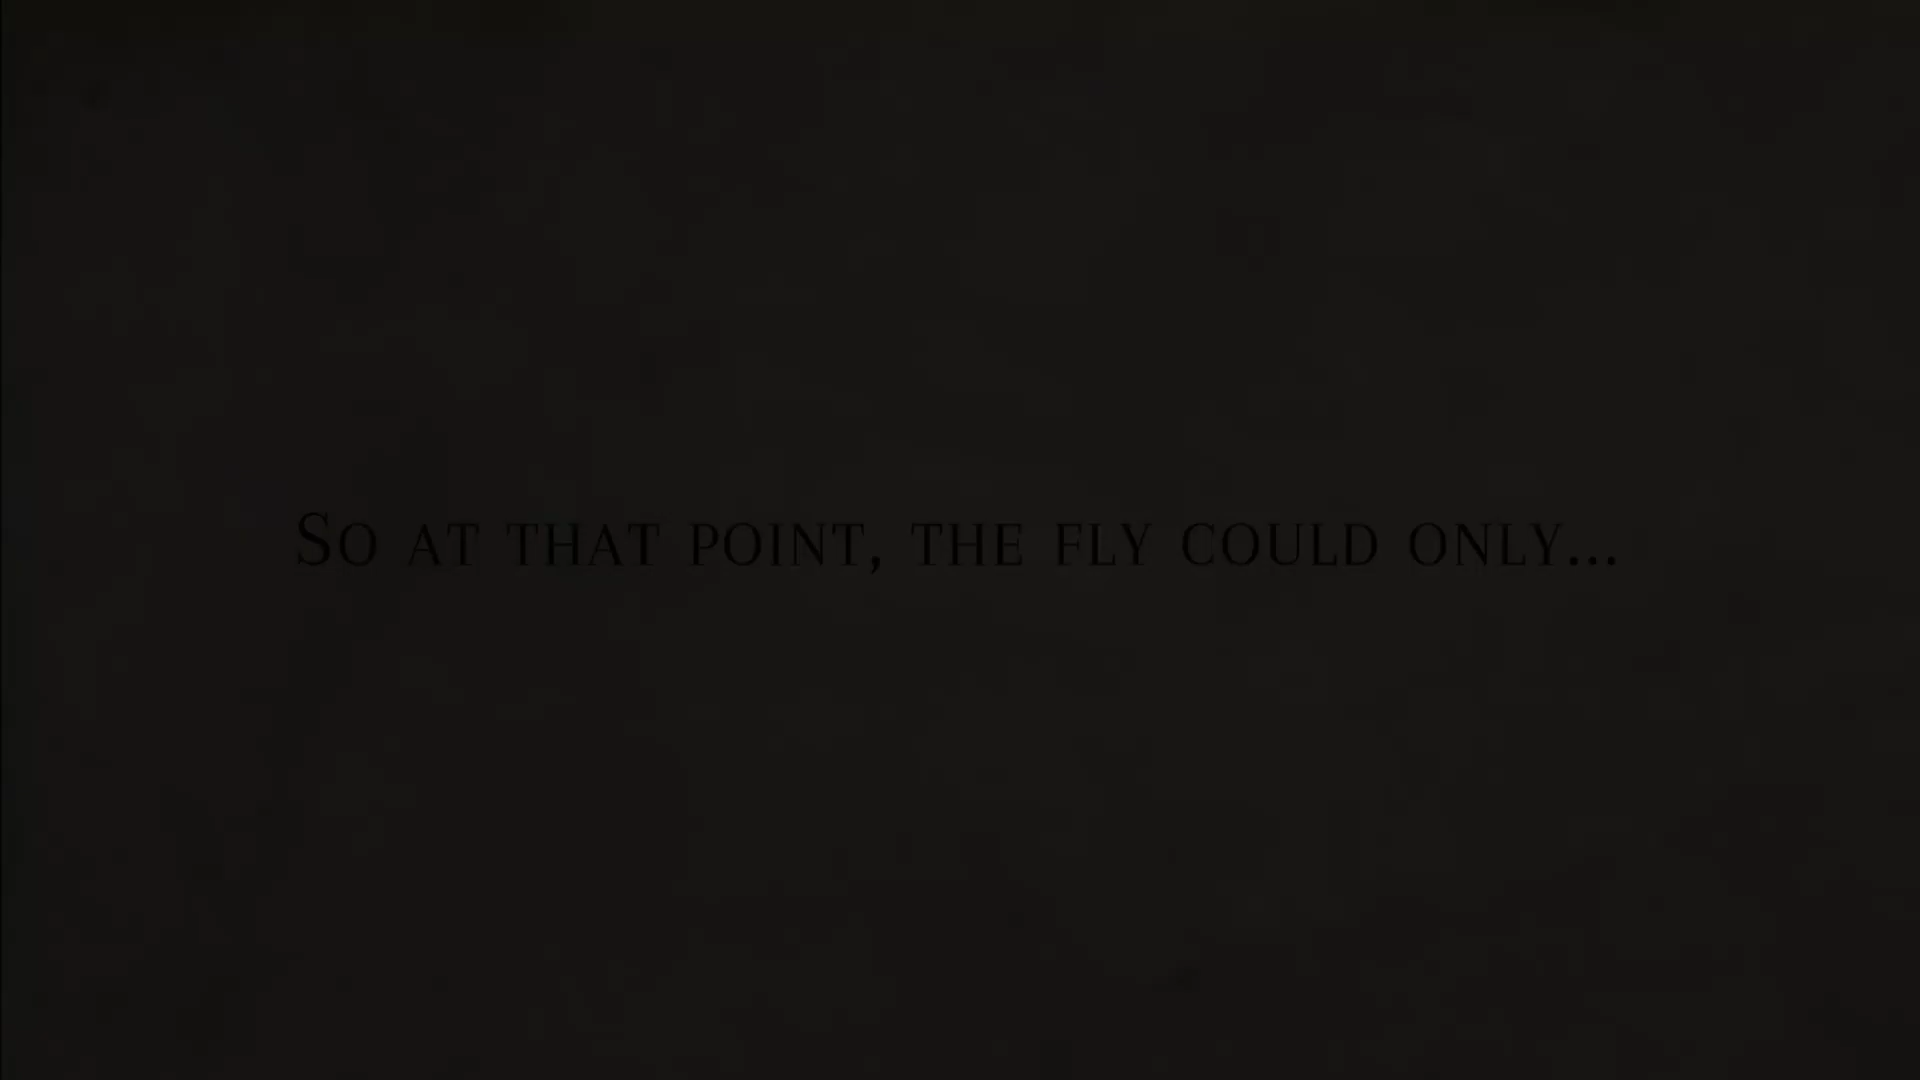 So at that point, the fly could only...